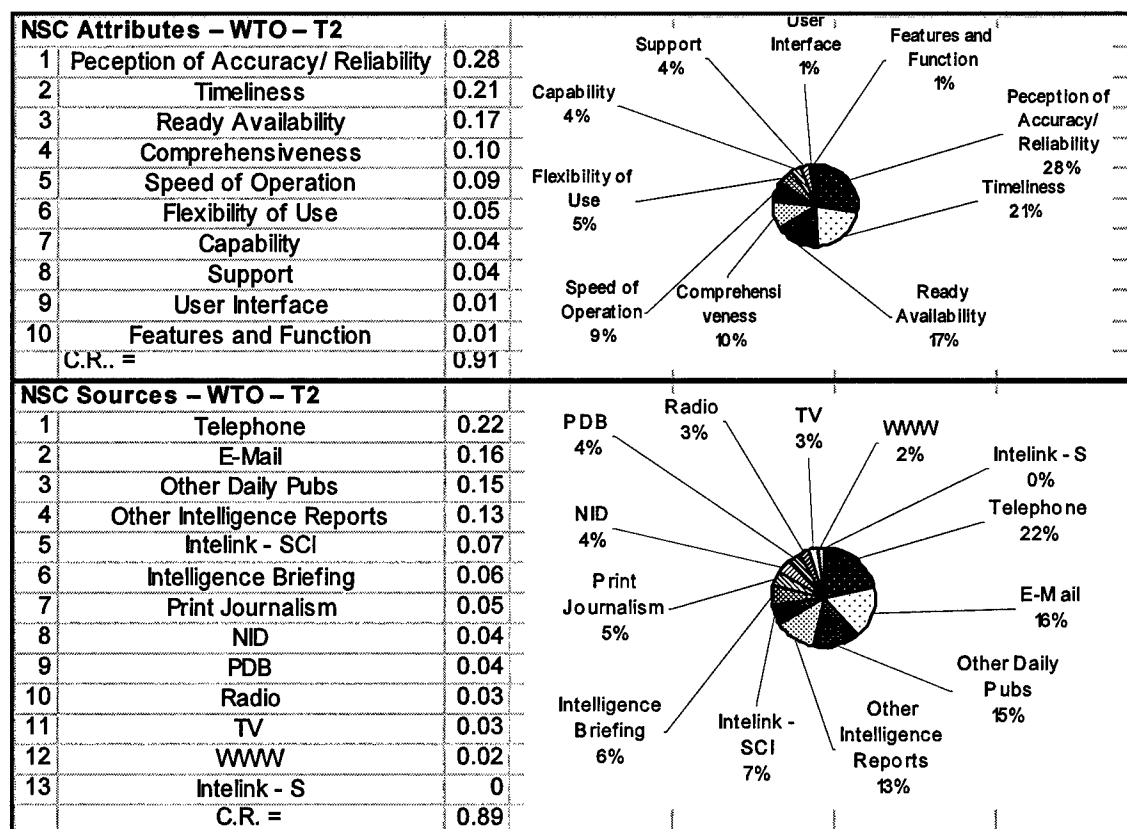 NSC Attributes – WTO – T2
1 Peception of Accuracy/ Reliability 0.28
2 Timeliness 0.21
3 Ready Availability 0.17
4 Comprehensiveness 0.10
5 Speed of Operation 0.09
6 Flexibility of Use 0.05
7 Capability 0.04
8 Support 0.04
9 User Interface 0.01
10 Features and Function 0.01
C.R.. = 0.91
User
Interface
1%
Features and
Function
1%
Support
4%
Capability
4%
Peception of
Accuracy/
Reliability
28%
Flexibility of
Use
5%
Timeliness
21%
Speed of
Operation
9%
Comprehensi
veness
10%
Ready
Availability
17%
NSC Sources – WTO – T2
1 Telephone 0.22
2 E-Mail 0.16
3 Other Daily Pubs 0.15
4 Other Intelligence Reports 0.13
5 Intelink - SCI 0.07
6 Intelligence Briefing 0.06
7 Print Journalism 0.05
8 NID 0.04
9 PDB 0.04
10 Radio 0.03
11 TV 0.03
12 WWW 0.02
13 Intelink - S 0
C.R. = 0.89
PDB
4%
Radio
3%
TV
3%
WWW
2%
Intelink - S
0%
Telephone
22%
NID
4%
Print
Journalism
5%
E-Mail
16%
Intelligence
Briefing
6%
Intelink -
SCI
7%
Other
Intelligence
Reports
13%
Other Daily
Pubs
15%